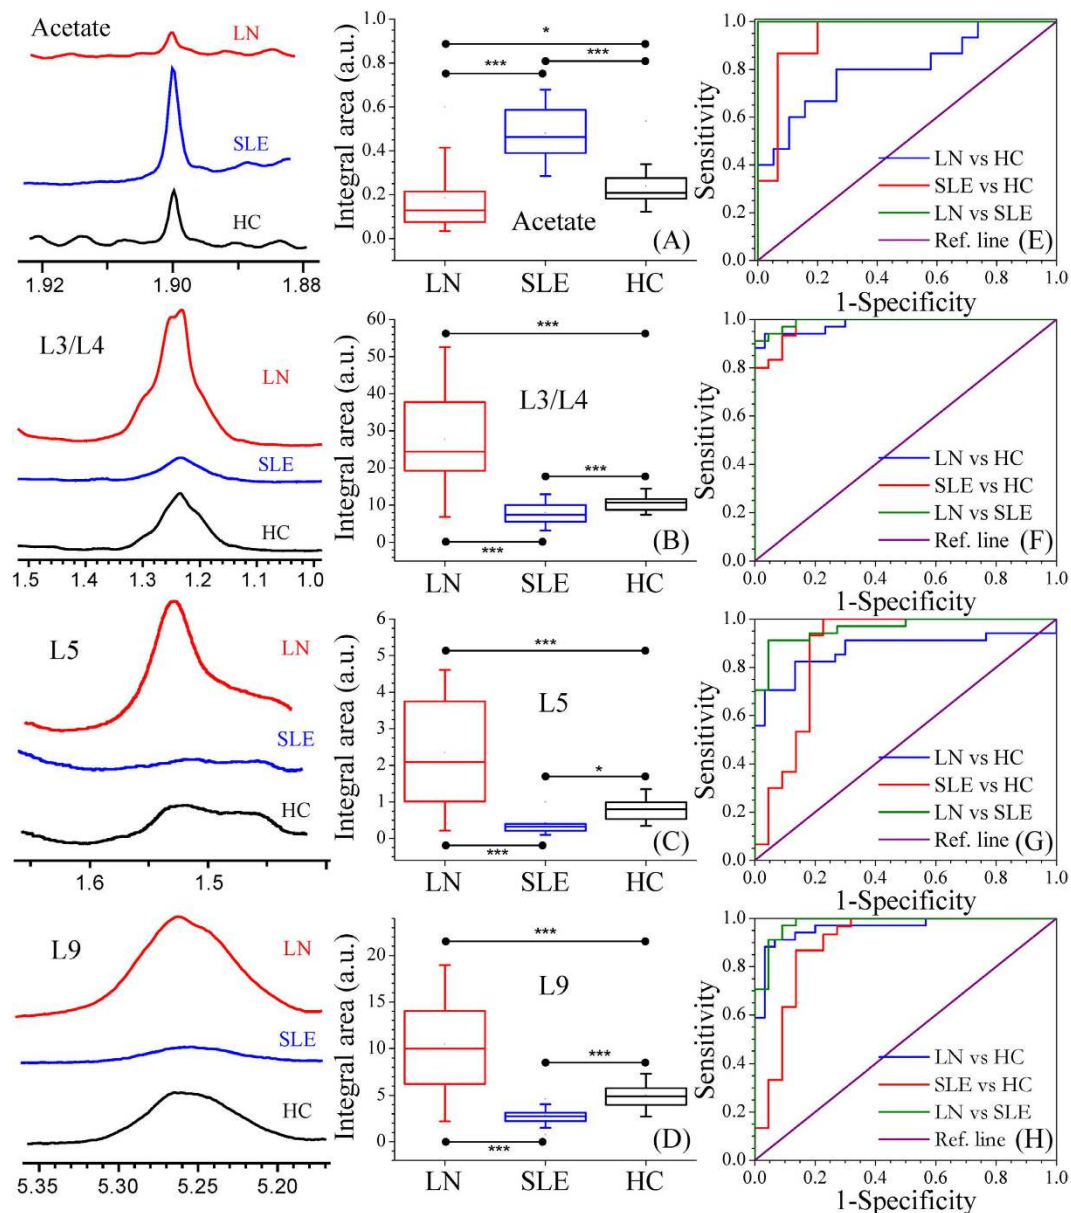 Acetate
LN
SLE
HC
1.92 1.90 1.88
Integral area (a.u.)
1.0
0.8
0.6
0.4
0.2
0.0
*
*** ***
Acetate
(A)
LN SLE HC
Sensitivity
1.0
0.8
0.6
0.4
0.2
0.0
LN vs HC
SLE vs HC
LN vs SLE
Ref. line (E)
0.0 0.2 0.4 0.6 0.8 1.0
1-Specificity
L3/L4
LN
SLE
HC
1.5 1.4 1.3 1.2 1.1 1.0
Integral area (a.u.)
60
50
40
30
20
10
0
***
L3/L4
***
***
(B)
LN SLE HC
Sensitivity
1.0
0.8
0.6
0.4
0.2
0.0
LN vs HC
SLE vs HC
LN vs SLE
Ref. line (F)
0.0 0.2 0.4 0.6 0.8 1.0
1-Specificity
L5
LN
SLE
HC
1.6 1.5
Integral area (a.u.)
6
5
4
3
2
1
0
***
L5
*
***
(C)
LN SLE HC
Sensitivity
1.0
0.8
0.6
0.4
0.2
0.0
LN vs HC
SLE vs HC
LN vs SLE
Ref. line (G)
0.0 0.2 0.4 0.6 0.8 1.0
1-Specificity
L9
LN
SLE
HC
5.35 5.30 5.25 5.20
Integral area (a.u.)
20
15
10
5
0
***
L9
***
***
(D)
LN SLE HC
Sensitivity
1.0
0.8
0.6
0.4
0.2
0.0
LN vs HC
SLE vs HC
LN vs SLE
Ref. line (H)
0.0 0.2 0.4 0.6 0.8 1.0
1-Specificity